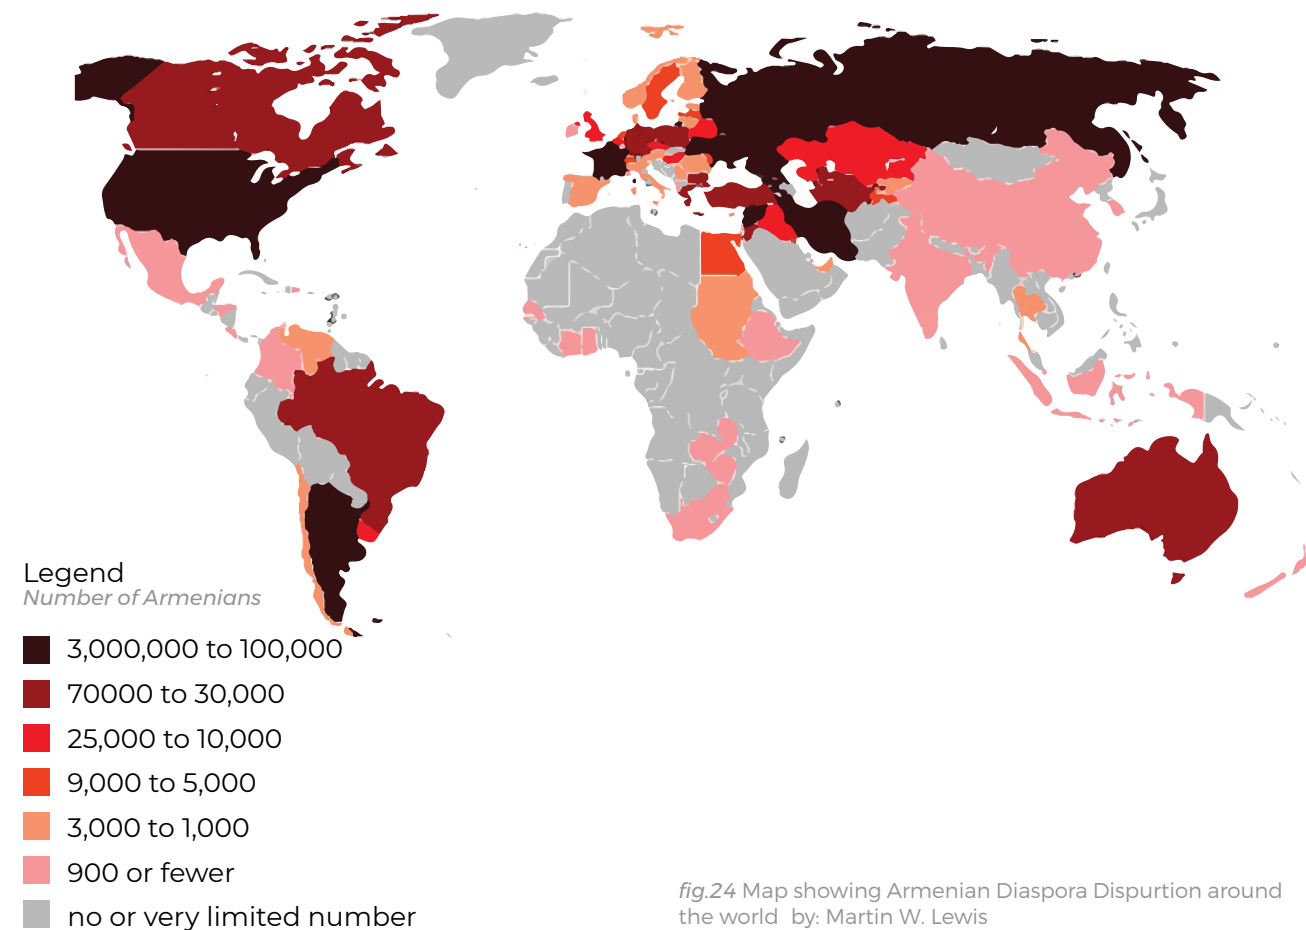 Legend
Number of Armenians
3,000,000 to 100,000
70000 to 30,000
25,000 to 10,000
9,000 to 5,000
3,000 to 1,000
900 or fewer
no or very limited number
fig.24 Map showing Armenian Diaspora Dispurtion around
the world by: Martin W. Lewis